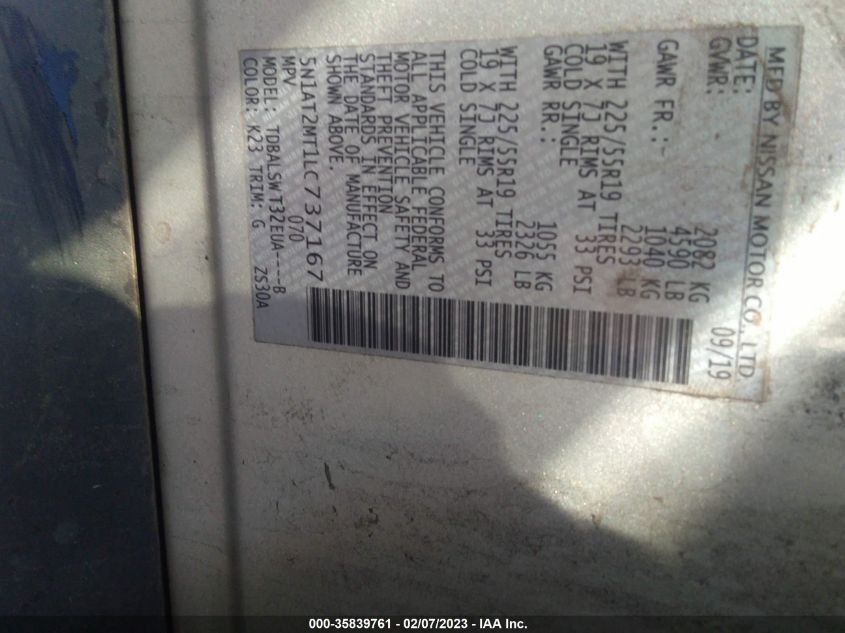 MFD BY NISSAN MOTOR CO., LTD
DATE: 09/19
GVWR: 2082 KG
4590 LB
GAWR FR.: 1040 KG
2293 LB
WITH 225/55R19 TIRES
19 X 7J RIMS AT 33 PSI
COLD SINGLE
GAWR RR.: 1055 KG
2326 LB
WITH 225/55R19 TIRES
19 X 7J RIMS AT 33 PSI
COLD SINGLE
THIS VEHICLE CONFORMS TO
ALL APPLICABLE FEDERAL
MOTOR VEHICLE SAFETY AND
THEFT PREVENTION
STANDARDS IN EFFECT ON
THE DATE OF MANUFACTURE
SHOWN ABOVE.
5N1AT2MT1LC737167
MPV 070
MODEL: TDBALSWT32EUA----B
COLOR: K23 TRIM: G ZS30A
000-35839761 - 02/07/2023 - IAA Inc.